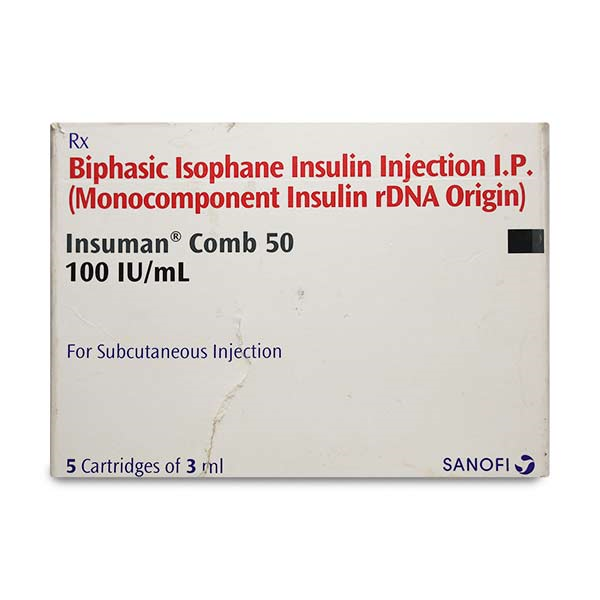 Rx
Biphasic Isophane Insulin Injection I.P.
(Monocomponent Insulin rDNA Origin)
Insuman® Comb 50
100 IU/mL
For Subcutaneous Injection
5 Cartridges of 3 ml
SANOFI